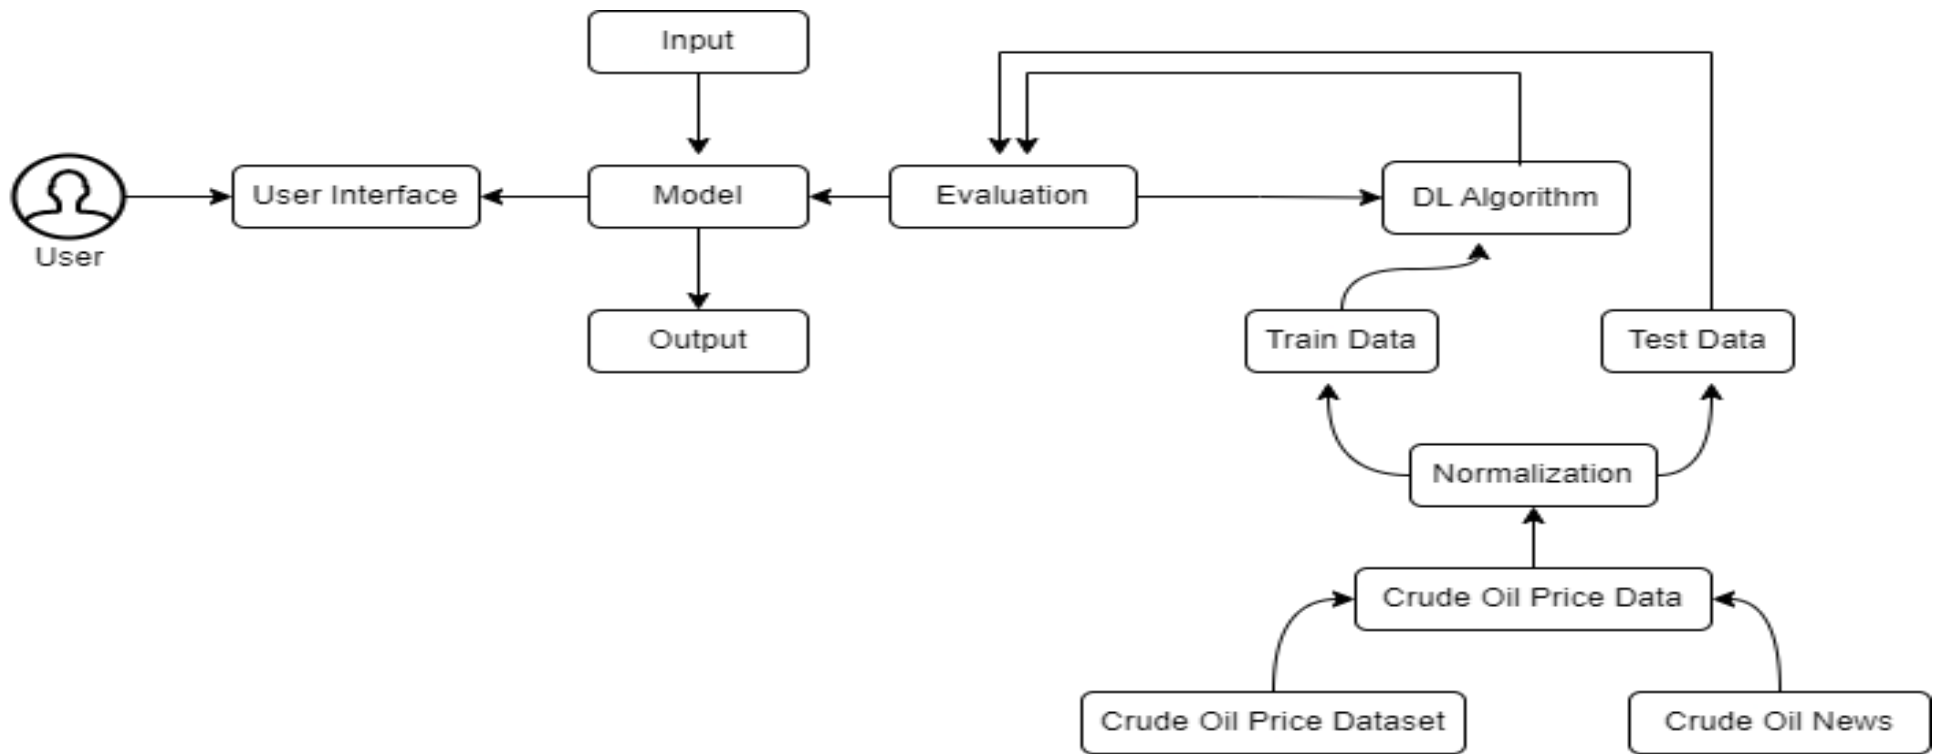 Input
User Interface
Model
Evaluation
DL Algorithm
User
Output
Train Data
Test Data
Normalization
Crude Oil Price Data
Crude Oil Price Dataset
Crude Oil News